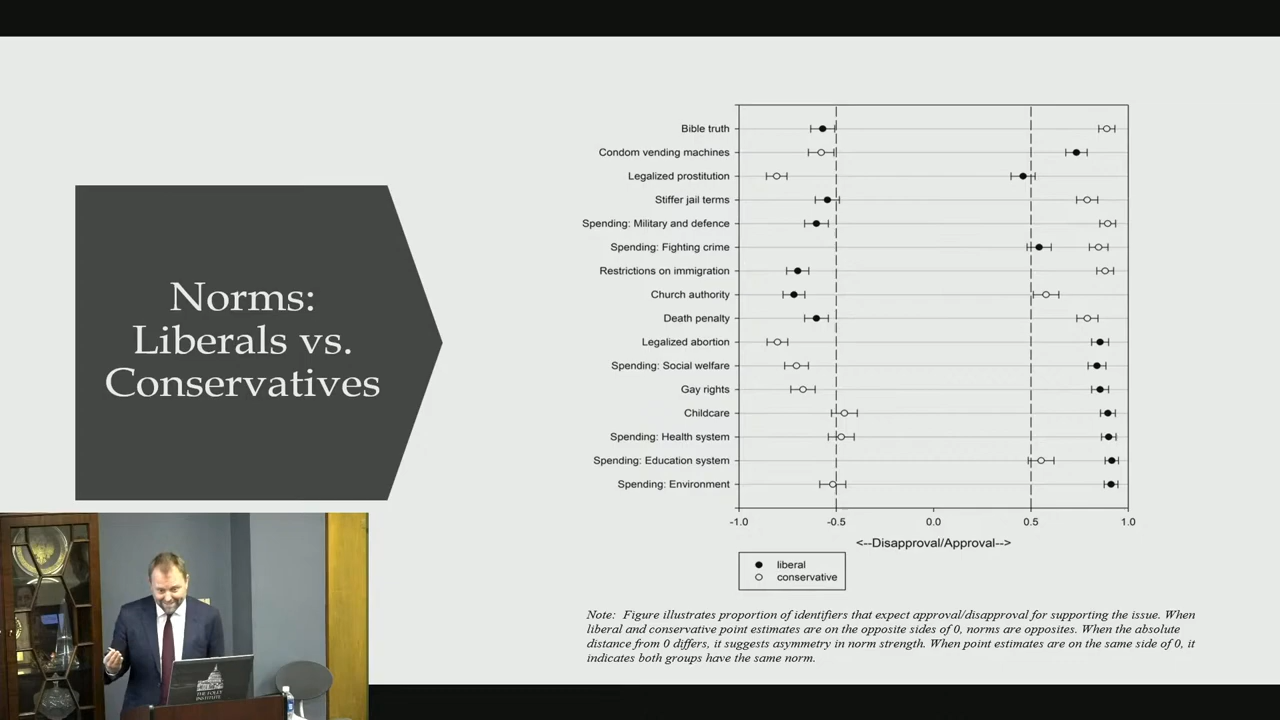 Norms:
Liberals vs.
Conservatives
Bible truth
Condom vending machines
Legalized prostitution
Stiffer jail terms
Spending: Military and defence
Spending: Fighting crime
Restrictions on immigration
Church authority
Death penalty
Legalized abortion
Spending: Social welfare
Gay rights
Childcare
Spending: Health system
Spending: Education system
Spending: Environment
-1.0 -0.5 0.0 0.5 1.0
<--Disapproval/Approval-->
liberal
conservative
Note: Figure illustrates proportion of identifiers that expect approval/disapproval for supporting the issue. When
liberal and conservative point estimates are on the opposite sides of 0, norms are opposites. When the absolute
distance from 0 differs, it suggests asymmetry in norm strength. When point estimates are on the same side of 0, it
indicates both groups have the same norm.
THE FOLEY
INSTITUTE